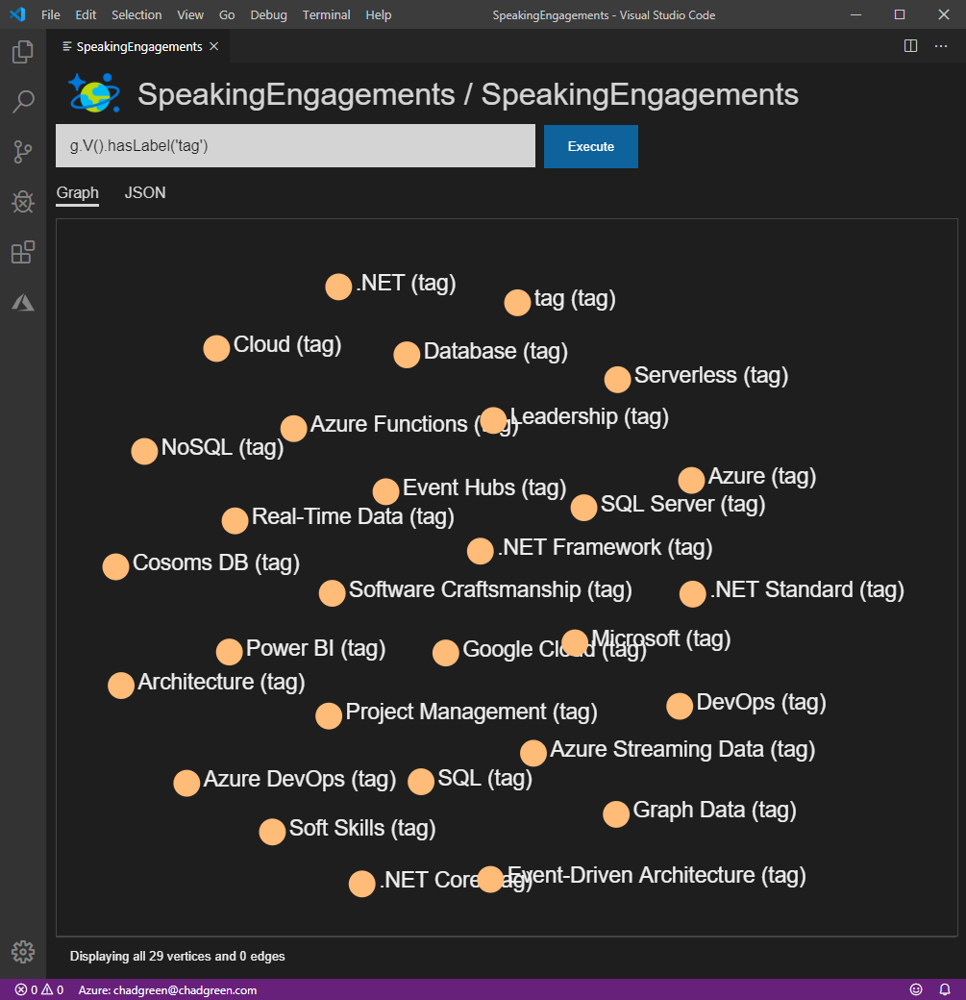 File Edit Selection View Go Debug Terminal Help SpeakingEngagements - Visual Studio Code
SpeakingEngagements
SpeakingEngagements / SpeakingEngagements
g.V().hasLabel('tag')
Execute
Graph JSON
.NET (tag)
tag (tag)
Cloud (tag)
Database (tag)
Serverless (tag)
Leadership (tag)
Azure Functions (tag)
NoSQL (tag)
Azure (tag)
Event Hubs (tag)
SQL Server (tag)
Real-Time Data (tag)
.NET Framework (tag)
Cosoms DB (tag)
Software Craftsmanship (tag)
.NET Standard (tag)
Microsoft (tag)
Power BI (tag)
Google Cloud (tag)
Architecture (tag)
DevOps (tag)
Project Management (tag)
Azure Streaming Data (tag)
Azure DevOps (tag)
SQL (tag)
Graph Data (tag)
Soft Skills (tag)
Event-Driven Architecture (tag)
.NET Core (tag)
Displaying all 29 vertices and 0 edges
0 0 Azure: chadgreen@chadgreen.com